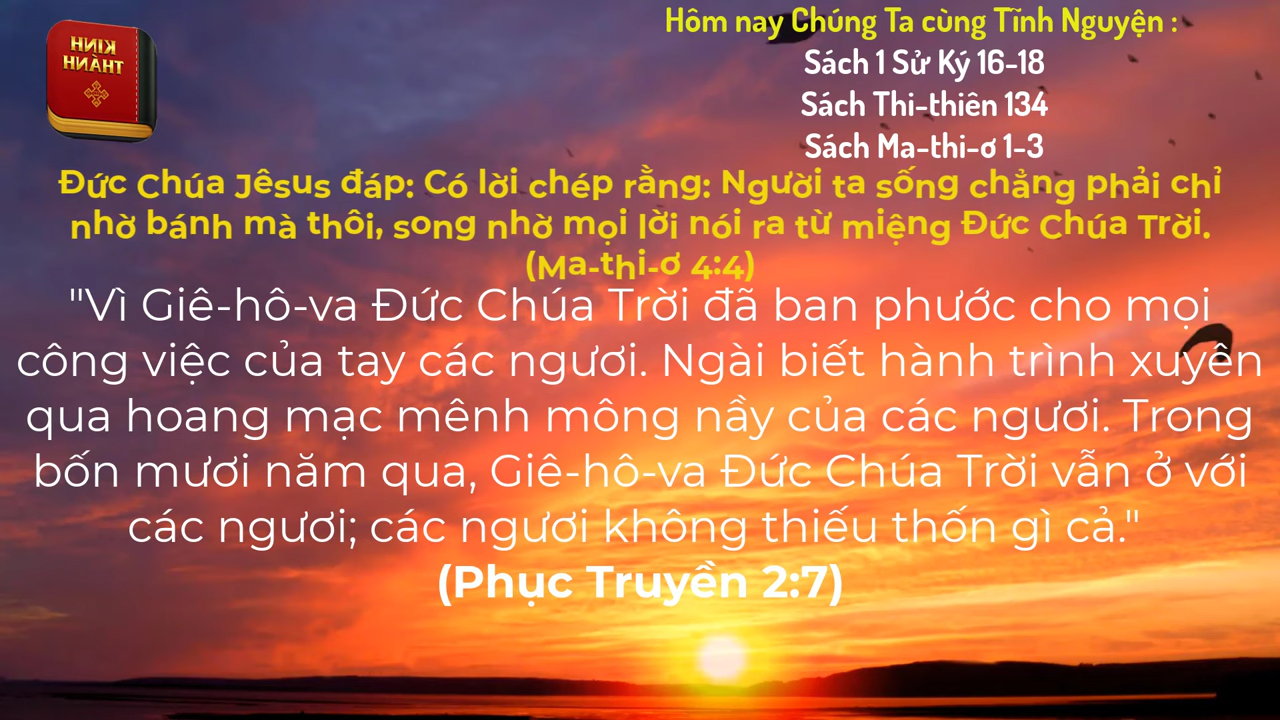 KINH
THÁNH
Hôm nay Chúng Ta cùng Tĩnh Nguyện :
Sách 1 Sử Ký 16-18
Sách Thi-thiên 134
Sách Ma-thi-ơ 1-3
Đức Chúa Jêsus đáp: Có lời chép rằng: Người ta sống chẳng phải chỉ
nhờ bánh mà thôi, song nhờ mọi lời nói ra từ miệng Đức Chúa Trời.
(Ma-thi-ơ 4:4)
"Vì Giê-hô-va Đức Chúa Trời đã ban phước cho mọi
công việc của tay các ngươi. Ngài biết hành trình xuyên
qua hoang mạc mênh mông nầy của các ngươi. Trong
bốn mươi năm qua, Giê-hô-va Đức Chúa Trời vẫn ở với
các ngươi; các ngươi không thiếu thốn gì cả."
(Phục Truyền 2:7)